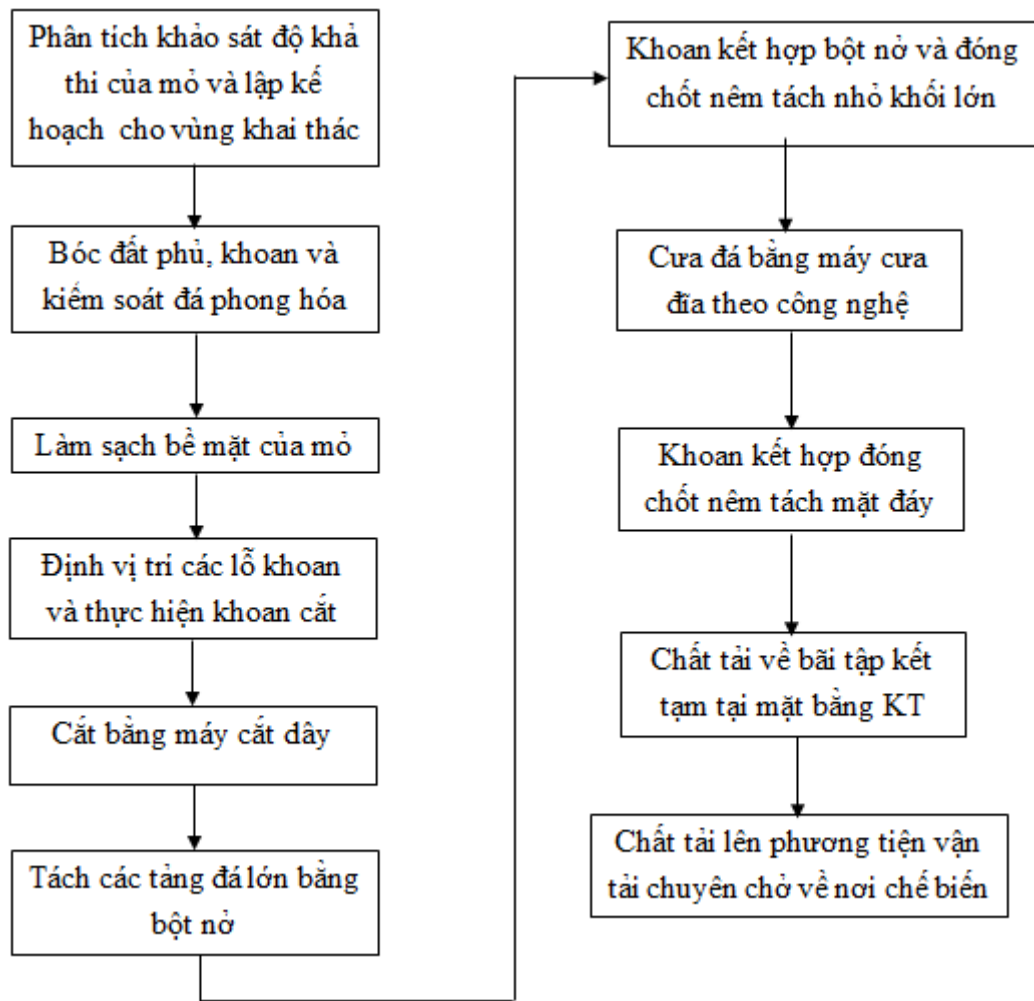 Phân tích khảo sát độ khả
thi của mỏ và lập kế
hoạch cho vùng khai thác
Bóc đất phủ, khoan và
kiểm soát đá phong hóa
Làm sạch bề mặt của mỏ
Định vị trí các lỗ khoan
và thực hiện khoan cắt
Cắt bằng máy cắt dây
Tách các tảng đá lớn bằng
bột nở
Khoan kết hợp bột nở và đóng
chốt nêm tách nhỏ khối lớn
Cưa đá bằng máy cưa
đĩa theo công nghệ
Khoan kết hợp đóng
chốt nêm tách mặt đáy
Chất tải về bãi tập kết
tạm tại mặt bằng KT
Chất tải lên phương tiện vận
tải chuyên chở về nơi chế biến